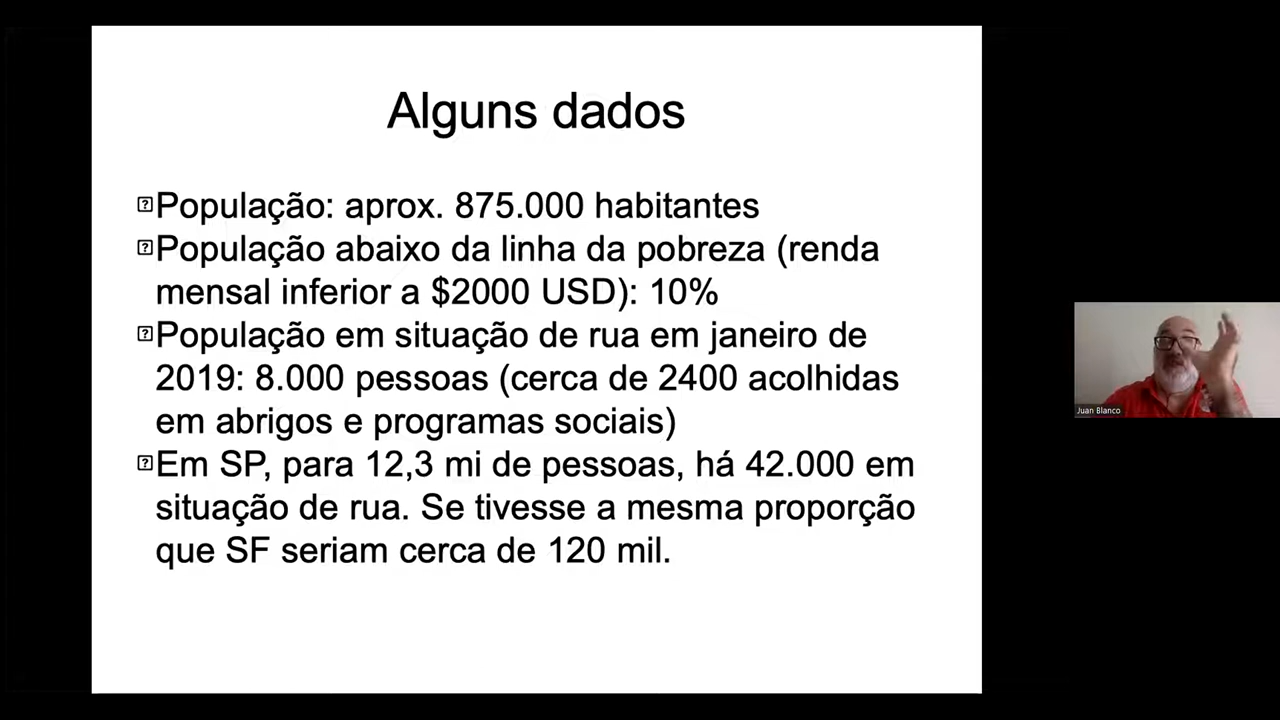 Alguns dados
População: aprox. 875.000 habitantes
População abaixo da linha da pobreza (renda
mensal inferior a $2000 USD): 10%
População em situação de rua em janeiro de
2019: 8.000 pessoas (cerca de 2400 acolhidas
em abrigos e programas sociais)
Em SP, para 12,3 mi de pessoas, há 42.000 em
situação de rua. Se tivesse a mesma proporção
que SF seriam cerca de 120 mil.
Juan Blanco